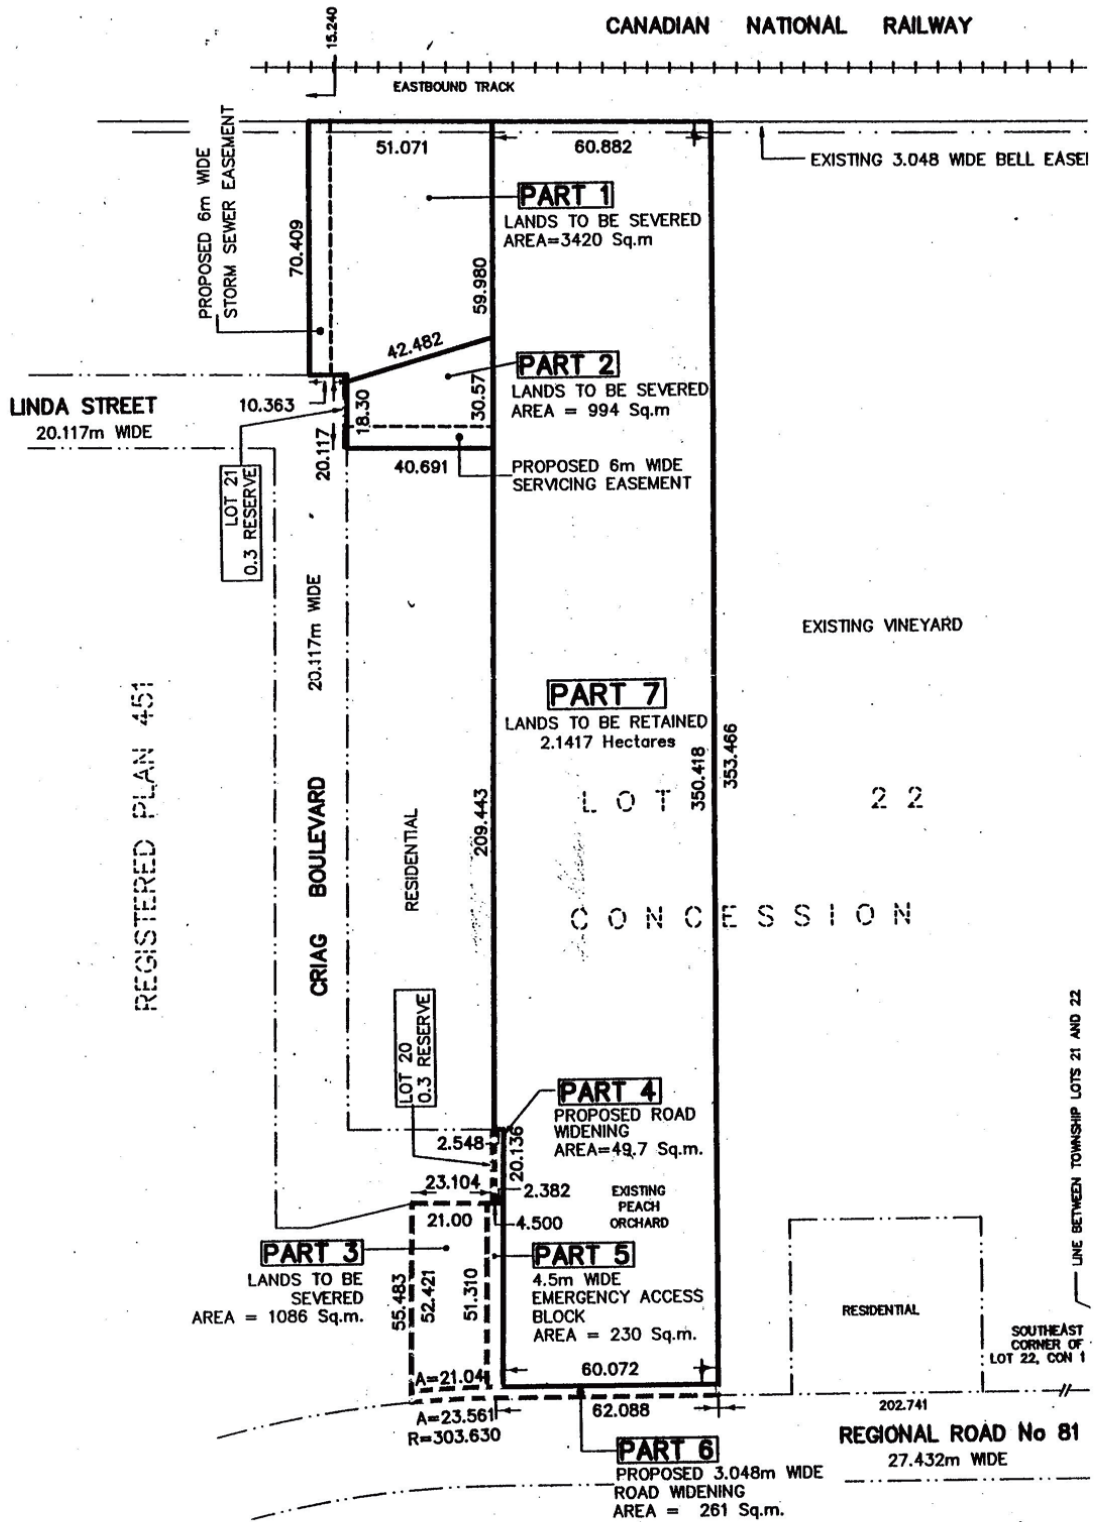 CANADIAN NATIONAL RAILWAY
15.240
EASTBOUND TRACK
51.071
60.882
EXISTING 3.048 WIDE BELL EASE
PROPOSED 6m WIDE
STORM SEWER EASEMENT
PART 1
LANDS TO BE SEVERED
AREA=3420 Sq.m
70.409
59.980
42.482
PART 2
LANDS TO BE SEVERED
AREA = 994 Sq.m
LINDA STREET
20.117m WIDE
10.363
18.30
30.57
20.117
40.691
PROPOSED 6m WIDE
SERVICING EASEMENT
LOT 21
0.3 RESERVE
20.117m WIDE
EXISTING VINEYARD
REGISTERED PLAN 451
PART 7
LANDS TO BE RETAINED
2.1417 Hectares
350.418
353.466
LOT 22
CRIAG BOULEVARD
RESIDENTIAL
209.443
CONCESSION
LOT 20
0.3 RESERVE
LINE BETWEEN TOWNSHIP LOTS 21 AND 22
PART 4
PROPOSED ROAD
WIDENING
AREA=49.7 Sq.m.
2.548
20.136
23.104
2.382
EXISTING
PEACH
ORCHARD
21.00
4.500
PART 3
LANDS TO BE
SEVERED
AREA = 1086 Sq.m.
55.483
52.421
51.310
PART 5
4.5m WIDE
EMERGENCY ACCESS
BLOCK
AREA = 230 Sq.m.
RESIDENTIAL
SOUTHEAST
CORNER OF
LOT 22, CON 1
A=21.04
60.072
A=23.561
R=303.630
62.088
202.741
REGIONAL ROAD No 81
27.432m WIDE
PART 6
PROPOSED 3.048m WIDE
ROAD WIDENING
AREA = 261 Sq.m.